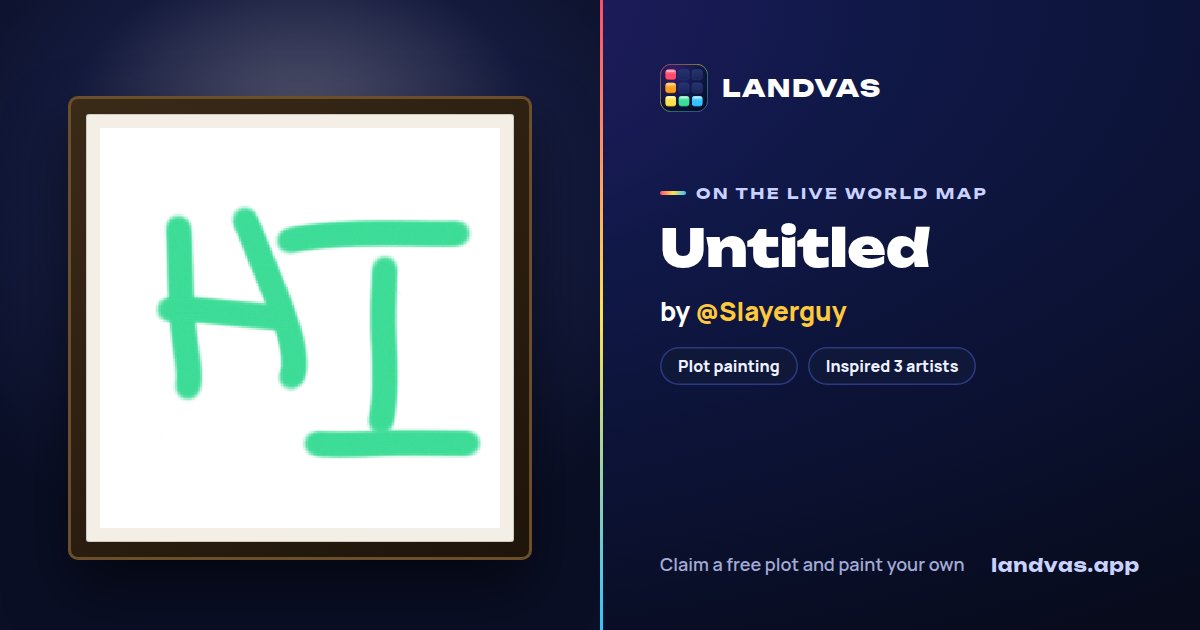 HI
LANDVAS
ON THE LIVE WORLD MAP
Untitled
by @Slayerguy
Plot painting
Inspired 3 artists
Claim a free plot and paint your own
landvas.app